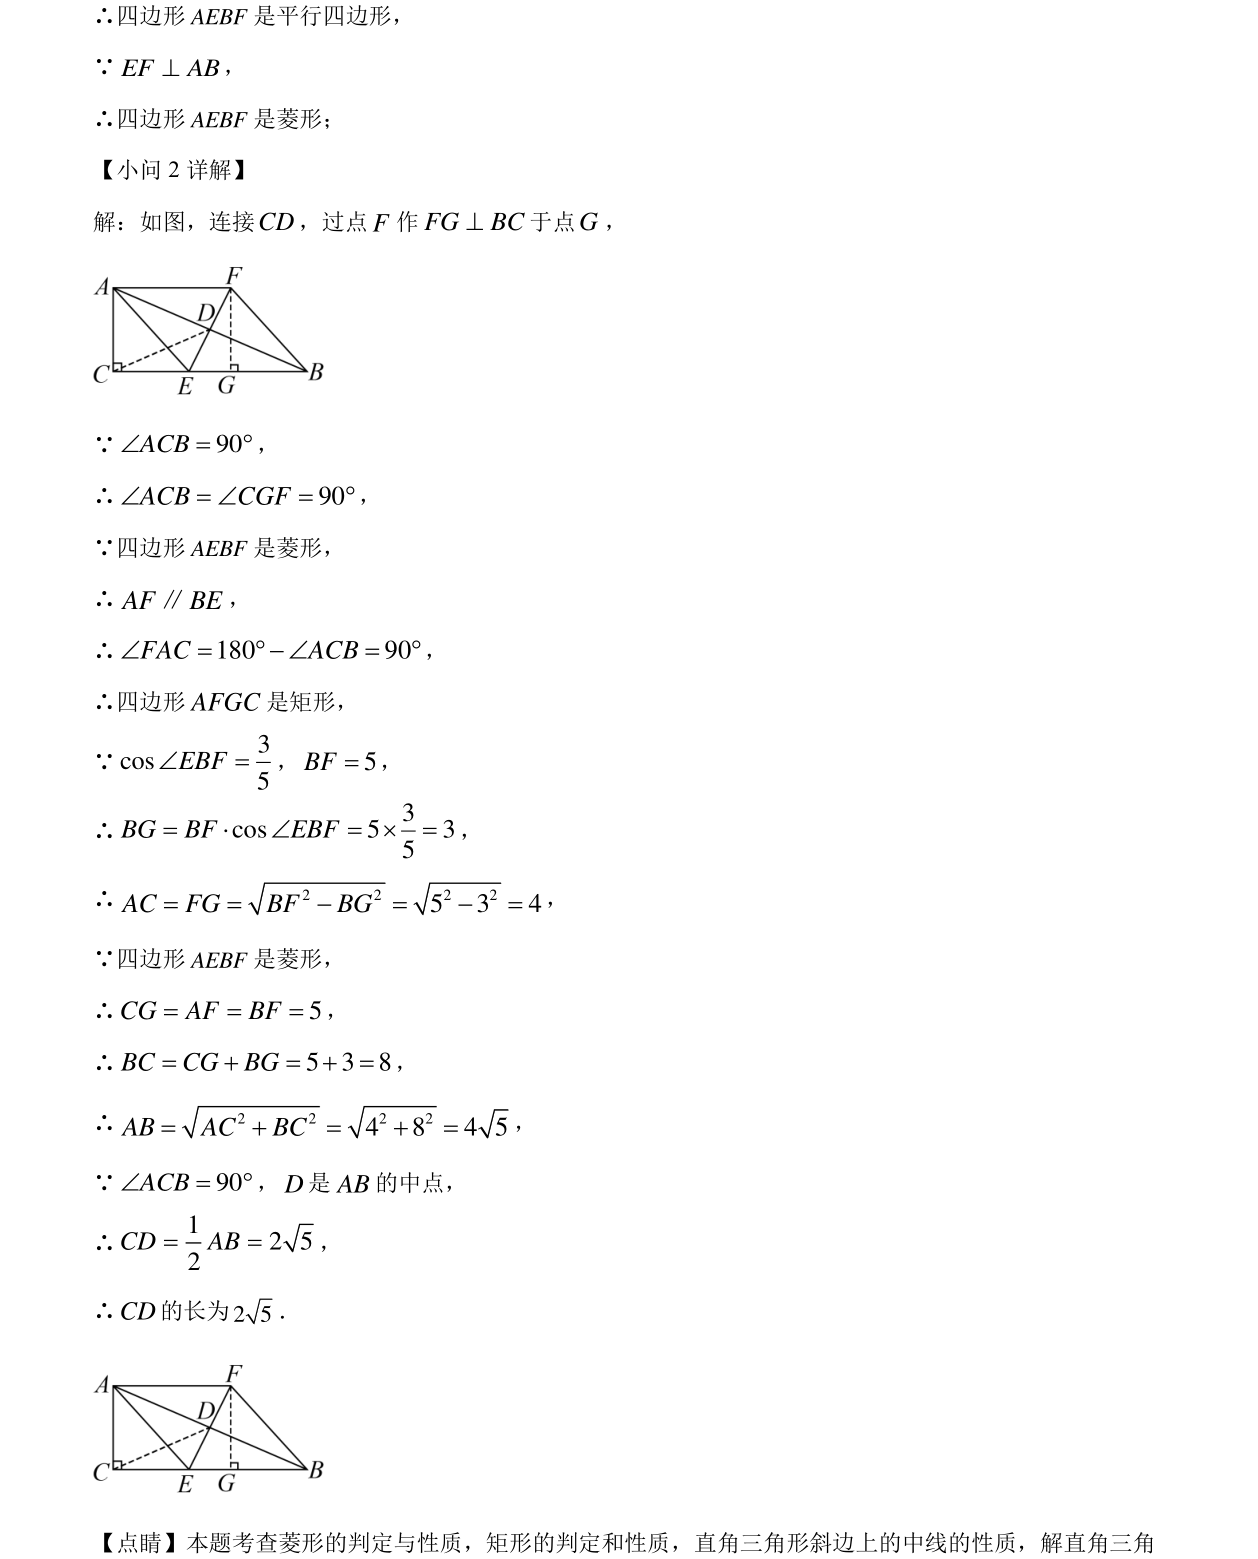 ∴四边形 AEBF 是平行四边形，
∵ EF ⊥ AB，
∴四边形 AEBF 是菱形；
【小问 2 详解】
解：如图，连接CD，过点 F 作 FG ⊥ BC 于点G，
A
F
D
C
E
G
B
∵ ∠ACB = 90°，
∴ ∠ACB = ∠CGF = 90°，
∵四边形 AEBF 是菱形，
∴ AF // BE，
∴ ∠FAC = 180° − ∠ACB = 90°，
∴四边形 AFGC 是矩形，
∵ cos∠EBF = 3/5， BF = 5，
∴ BG = BF · cos∠EBF = 5 × 3/5 = 3，
∴ AC = FG = √(BF² − BG²) = √(5² − 3²) = 4，
∵四边形 AEBF 是菱形，
∴ CG = AF = BF = 5，
∴ BC = CG + BG = 5 + 3 = 8，
∴ AB = √(AC² + BC²) = √(4² + 8²) = 4√5，
∵ ∠ACB = 90°， D 是 AB 的中点，
∴ CD = 1/2 AB = 2√5，
∴ CD 的长为 2√5．
A
F
D
C
E
G
B
【点睛】本题考查菱形的判定与性质，矩形的判定和性质，直角三角形斜边上的中线的性质，解直角三角